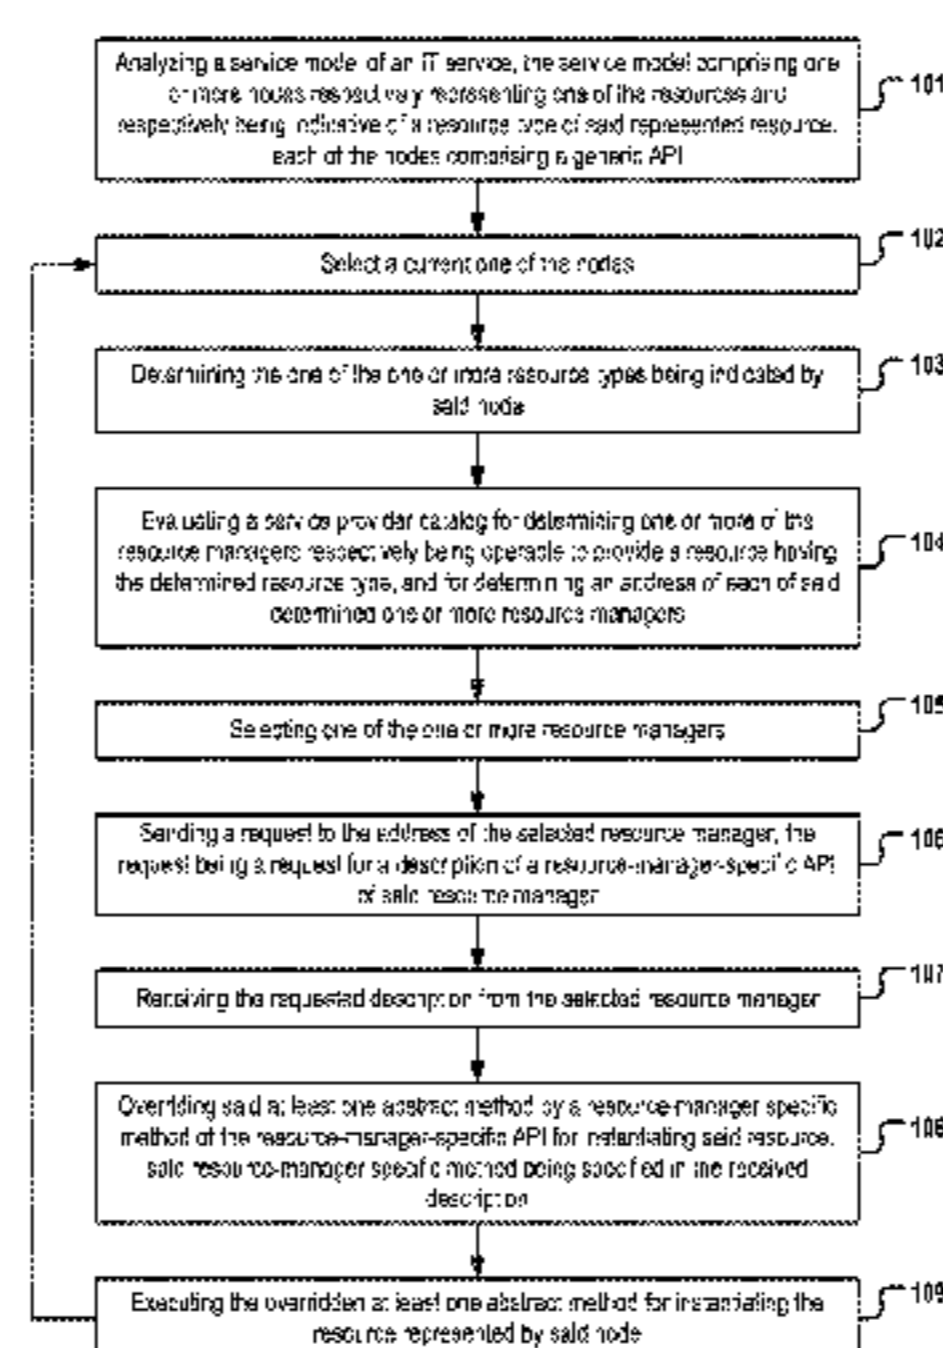 Analyzing a service model of an IT service, the service model comprising one
or more nodes respectively representing one of the resources and
respectively being indicative of a resource type of said represented resource,
each of the nodes comprising a generic API
101
102
Select a current one of the nodes
103
Determining the one of the one or more resource types being indicated by
said node
Evaluating a service provider catalog for determining one or more of the
resource managers respectively being operable to provide a resource having
the determined resource type, and for determining an address of each of said
determined one or more resource managers
104
105
Selecting one of the one or more resource managers
Sending a request to the address of the selected resource manager, the
request being a request for a description of a resource-manager-specific API
of said resource manager
106
107
Receiving the requested description from the selected resource manager
Overriding said at least one abstract method by a resource-manager specific
method of the resource-manager-specific API for instantiating said resource,
said resource-manager specific method being specified in the received
description
108
109
Executing the overridden at least one abstract method for instantiating the
resource represented by said node